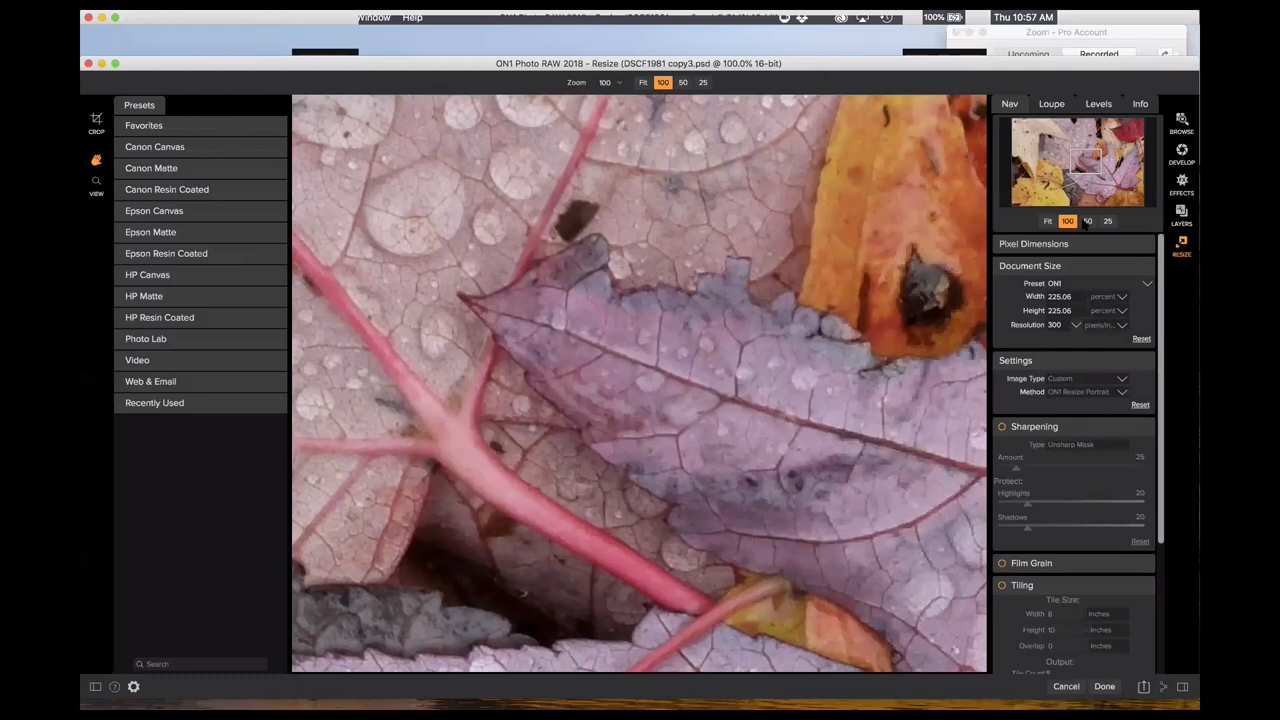 Window Help
100%
Thu 10:57 AM
Zoom - Pro Account
Upcoming Recorded
ON1 Photo RAW 2018 - Resize (DSCF1981 copy3.psd @ 100.0% 16-bit)
Zoom 100 Fit 100 50 25
Presets
Favorites
Canon Canvas
Canon Matte
Canon Resin Coated
Epson Canvas
Epson Matte
Epson Resin Coated
HP Canvas
HP Matte
HP Resin Coated
Photo Lab
Video
Web & Email
Recently Used
Search
CROP
VIEW
Nav Loupe Levels Info
Fit 100 50 25
Pixel Dimensions
Document Size
Preset ON1
Width 225.06 percent
Height 225.06 percent
Resolution 300 pixels/in...
Reset
Settings
Image Type Custom
Method ON1 Resize Portrait
Reset
Sharpening
Type Unsharp Mask
Amount 25
Protect:
Highlights 20
Shadows 20
Reset
Film Grain
Tiling
Tile Size:
Width 8 inches
Height 10 inches
Overlap 0 inches
Output:
BROWSE
DEVELOP
EFFECTS
LAYERS
RESIZE
Cancel Done